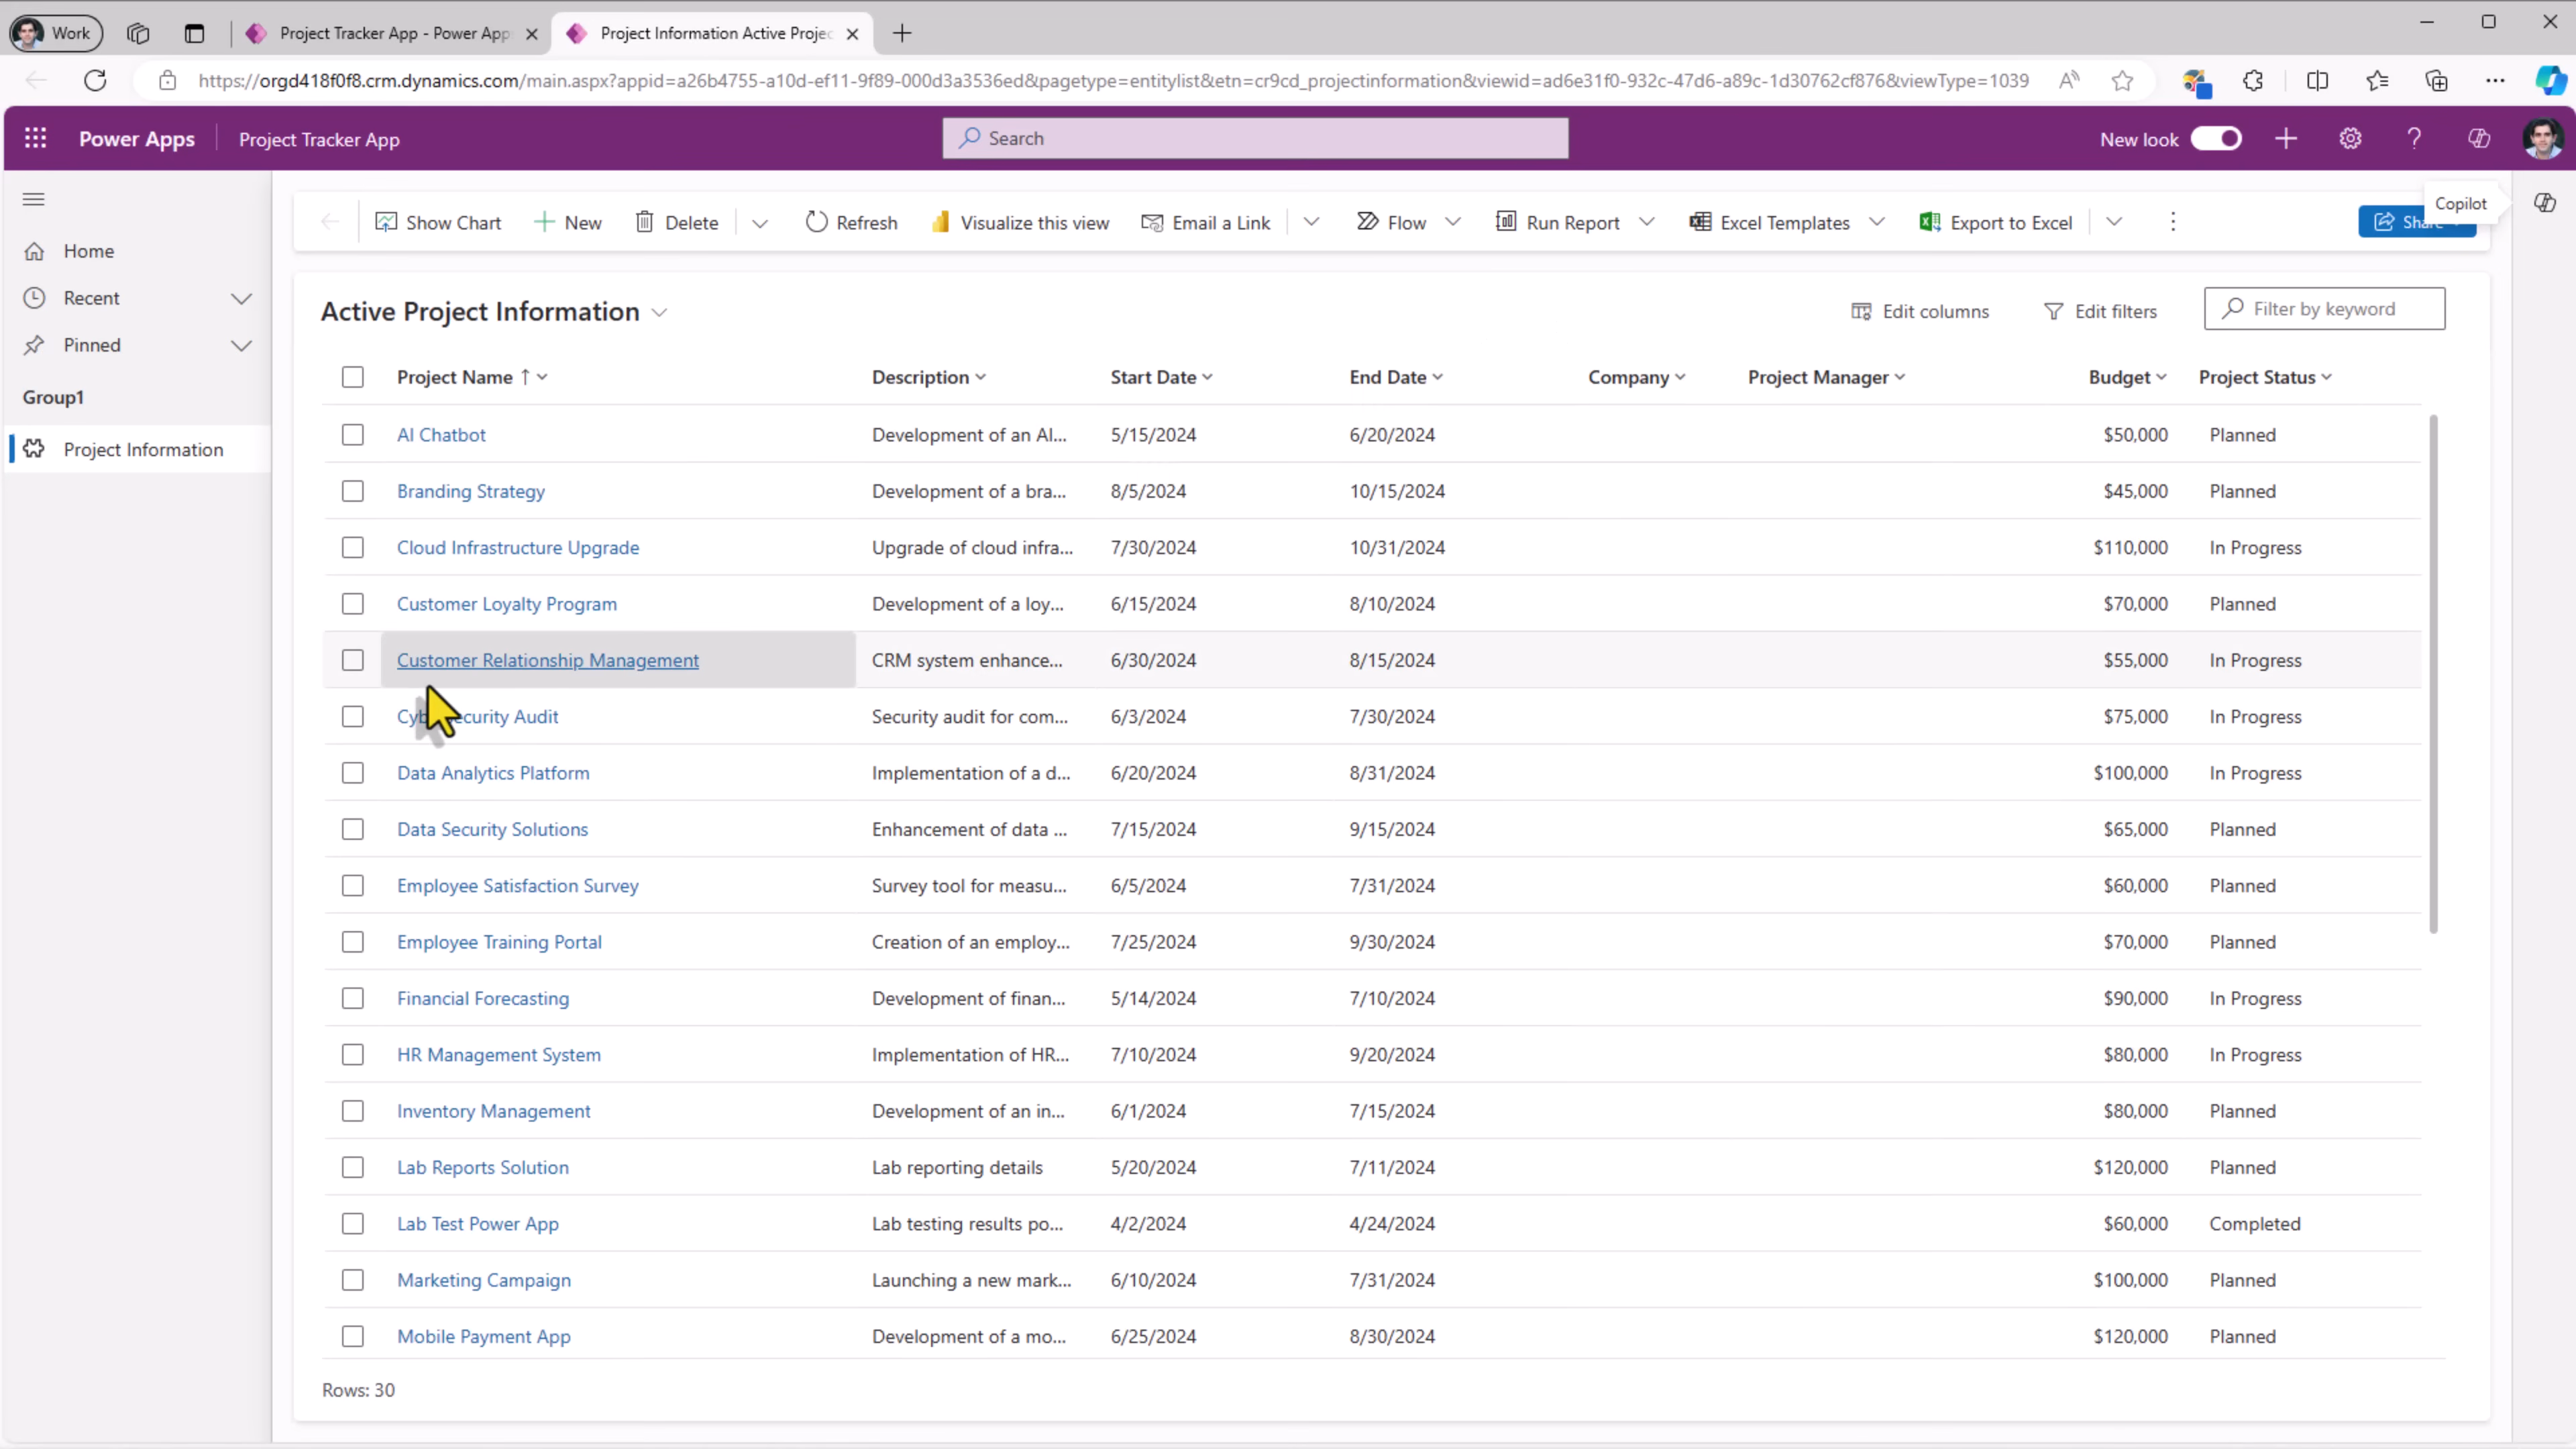 Work
Project Tracker App - Power App
Project Information Active Projec
https://orgd418f0f8.crm.dynamics.com/main.aspx?appid=a26b4755-a10d-ef11-9f89-000d3a3536ed&pagetype=entitylist&etn=cr9cd_projectinformation&viewid=ad6e31f0-932c-47d6-a89c-1d30762cf876&viewType=1039
Power Apps
Project Tracker App
Search
New look
Show Chart
New
Delete
Refresh
Visualize this view
Email a Link
Flow
Run Report
Excel Templates
Export to Excel
Copilot
Home
Recent
Pinned
Group1
Project Information
Active Project Information
Edit columns
Edit filters
Filter by keyword
Project Name Description Start Date End Date Company Project Manager Budget Project Status
AI Chatbot Development of an AI... 5/15/2024 6/20/2024 $50,000 Planned
Branding Strategy Development of a bra... 8/5/2024 10/15/2024 $45,000 Planned
Cloud Infrastructure Upgrade Upgrade of cloud infra... 7/30/2024 10/31/2024 $110,000 In Progress
Customer Loyalty Program Development of a loy... 6/15/2024 8/10/2024 $70,000 Planned
Customer Relationship Management CRM system enhance... 6/30/2024 8/15/2024 $55,000 In Progress
Audit Security audit for com... 6/3/2024 7/30/2024 $75,000 In Progress
Data Analytics Platform Implementation of a d... 6/20/2024 8/31/2024 $100,000 In Progress
Data Security Solutions Enhancement of data ... 7/15/2024 9/15/2024 $65,000 Planned
Employee Satisfaction Survey Survey tool for measu... 6/5/2024 7/31/2024 $60,000 Planned
Employee Training Portal Creation of an employ... 7/25/2024 9/30/2024 $70,000 Planned
Financial Forecasting Development of finan... 5/14/2024 7/10/2024 $90,000 In Progress
HR Management System Implementation of HR... 7/10/2024 9/20/2024 $80,000 In Progress
Inventory Management Development of an in... 6/1/2024 7/15/2024 $80,000 Planned
Lab Reports Solution Lab reporting details 5/20/2024 7/11/2024 $120,000 Planned
Lab Test Power App Lab testing results po... 4/2/2024 4/24/2024 $60,000 Completed
Marketing Campaign Launching a new mark... 6/10/2024 7/31/2024 $100,000 Planned
Mobile Payment App Development of a mo... 6/25/2024 8/30/2024 $120,000 Planned
Rows: 30